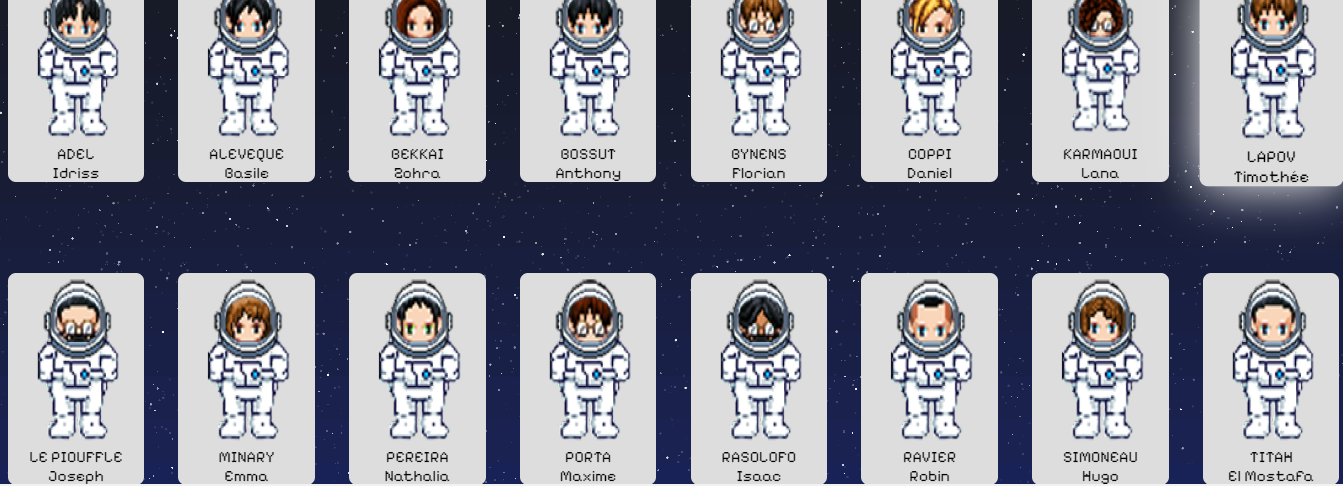 ADEL
Idriss
ALEVEQUE
Basile
BEKKAI
Zohra
BOSSUT
Anthony
BYNENS
Florian
COPPI
Daniel
KARMAOUI
Lana
LAPOV
Timothée
LE PIOUFFLE
Joseph
MINARY
Emma
PEREIRA
Nathalia
PORTA
Maxime
RASOLOFO
Isaac
RAVIER
Robin
SIMONEAU
Hugo
TITAH
El Mostafa